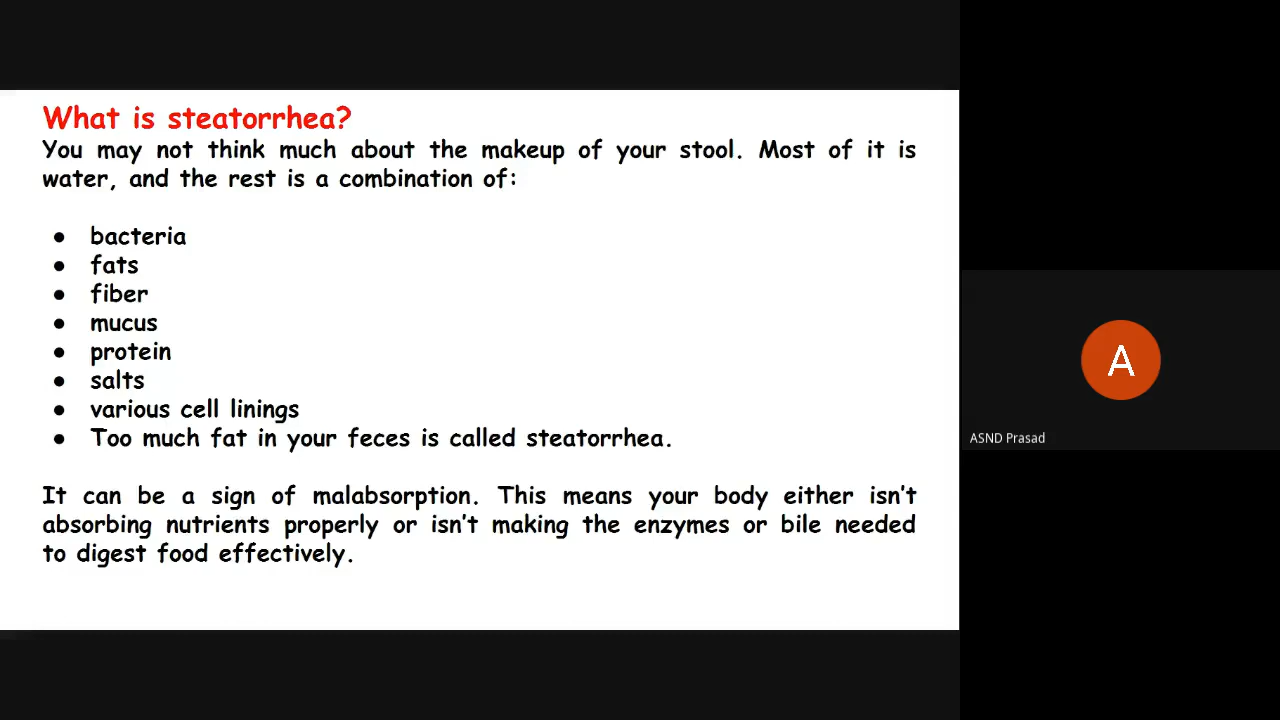 What is steatorrhea?
You may not think much about the makeup of your stool. Most of it is
water, and the rest is a combination of:
● bacteria
● fats
● fiber
● mucus
● protein
● salts
● various cell linings
● Too much fat in your feces is called steatorrhea.
It can be a sign of malabsorption. This means your body either isn’t
absorbing nutrients properly or isn’t making the enzymes or bile needed
to digest food effectively.
A
ASND Prasad